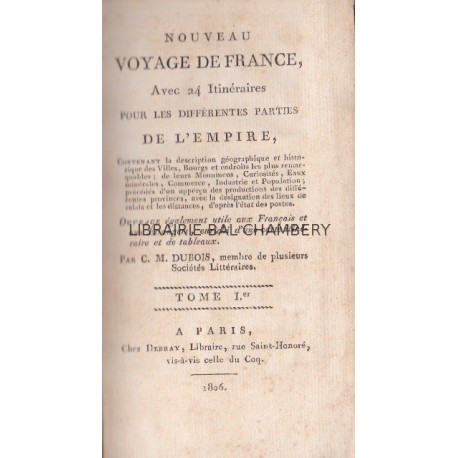 NOUVEAU
VOYAGE DE FRANCE,
Avec 24 Itinéraires
POUR LES DIFFÉRENTES PARTIES
DE L'EMPIRE,
CONTENANT la description géographique et histo-
rique des Villes, Bourgs et endroits les plus remar-
quables; de leurs Monumens, Curiosités, Eaux
minérales, Commerce, Industrie et Population;
précédée d'un apperçu des productions des diffé-
rentes provinces, avec la désignation des lieux de
relais et les distances, d'après l'état des postes.
OUVRAGE également utile aux Français et
LIBRAIRIE BAL CHAMBERY
raire et de tableaux.
PAR C. M. DUBOIS, membre de plusieurs
Sociétés Littéraires.
TOME I.er
A PARIS,
Chez DEBRAY, Libraire, rue Saint-Honoré,
vis-à-vis celle du Coq.
1806.